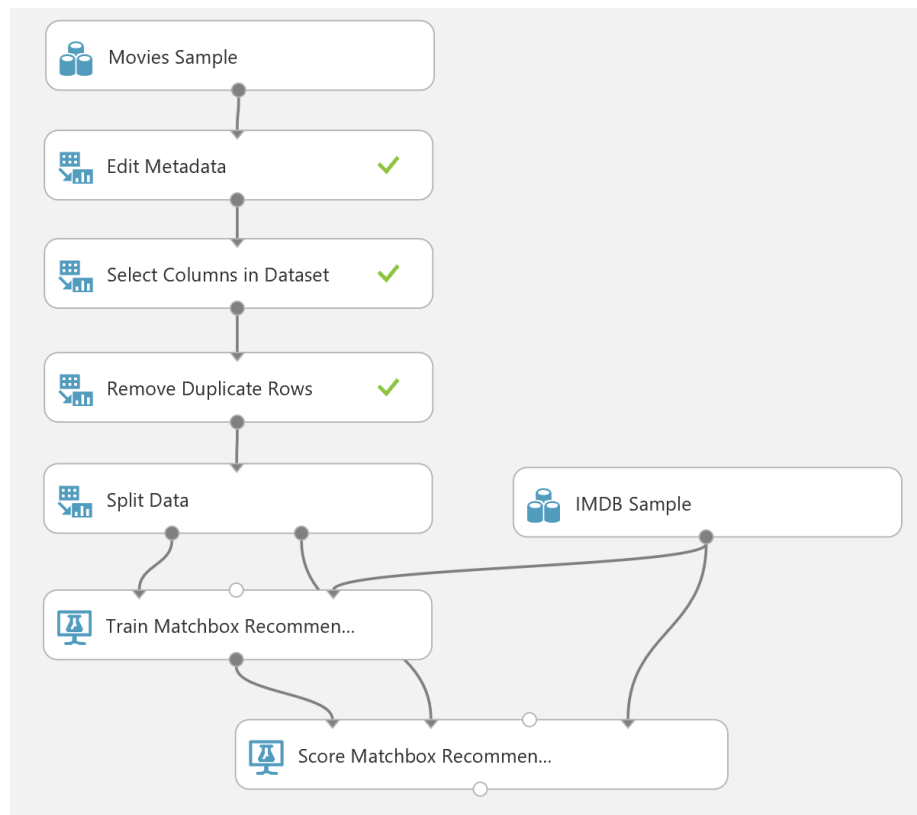 Movies Sample
Edit Metadata
Select Columns in Dataset
Remove Duplicate Rows
Split Data
IMDB Sample
Train Matchbox Recommen...
Score Matchbox Recommen...